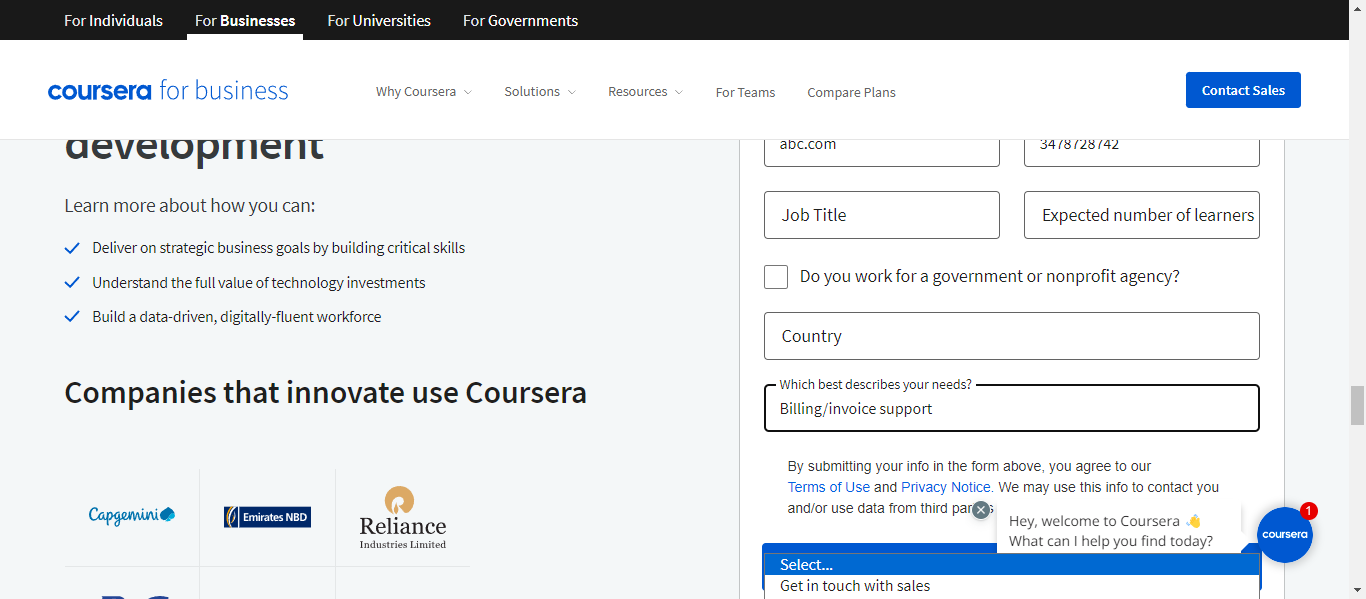 For Individuals
For Businesses
For Universities
For Governments
coursera for business
Why Coursera
Solutions
Resources
For Teams
Compare Plans
Contact Sales
development
Learn more about how you can:
Deliver on strategic business goals by building critical skills
Understand the full value of technology investments
Build a data-driven, digitally-fluent workforce
Companies that innovate use Coursera
Capgemini
Emirates NBD
Reliance
Industries Limited
abc.com
3478728742
Job Title
Expected number of learners
Do you work for a government or nonprofit agency?
Country
Which best describes your needs?
Billing/invoice support
By submitting your info in the form above, you agree to our
Terms of Use and Privacy Notice. We may use this info to contact you
and/or use data from third
Hey, welcome to Coursera 👋
What can I help you find today?
coursera
1
Select...
Get in touch with sales